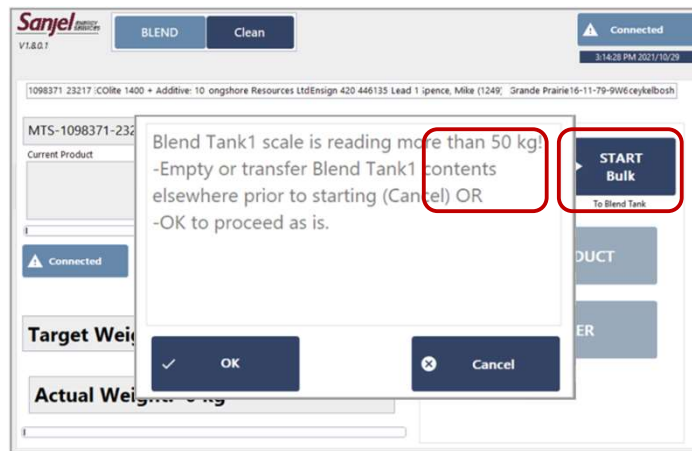 Sanjel ENERGY SERVICES
V1.8.0.1
BLEND
Clean
Connected
3:14:28 PM 2021/10/29
1098371 23217 :COlite 1400 + Additive: 10 ongshore Resources LtdEnsign 420 446135 Lead 1 Spence, Mike (1249; Grande Prairie16-11-79-9W6ceykelbosh
MTS-1098371-232
Current Product
Blend Tank1 scale is reading more than 50 kg!
-Empty or transfer Blend Tank1 contents
elsewhere prior to starting (Cancel) OR
-OK to proceed as is.
START
Bulk
To Blend Tank
Connected
DUCT
ER
Target Wei
OK
Cancel
Actual Weight: 0 kg